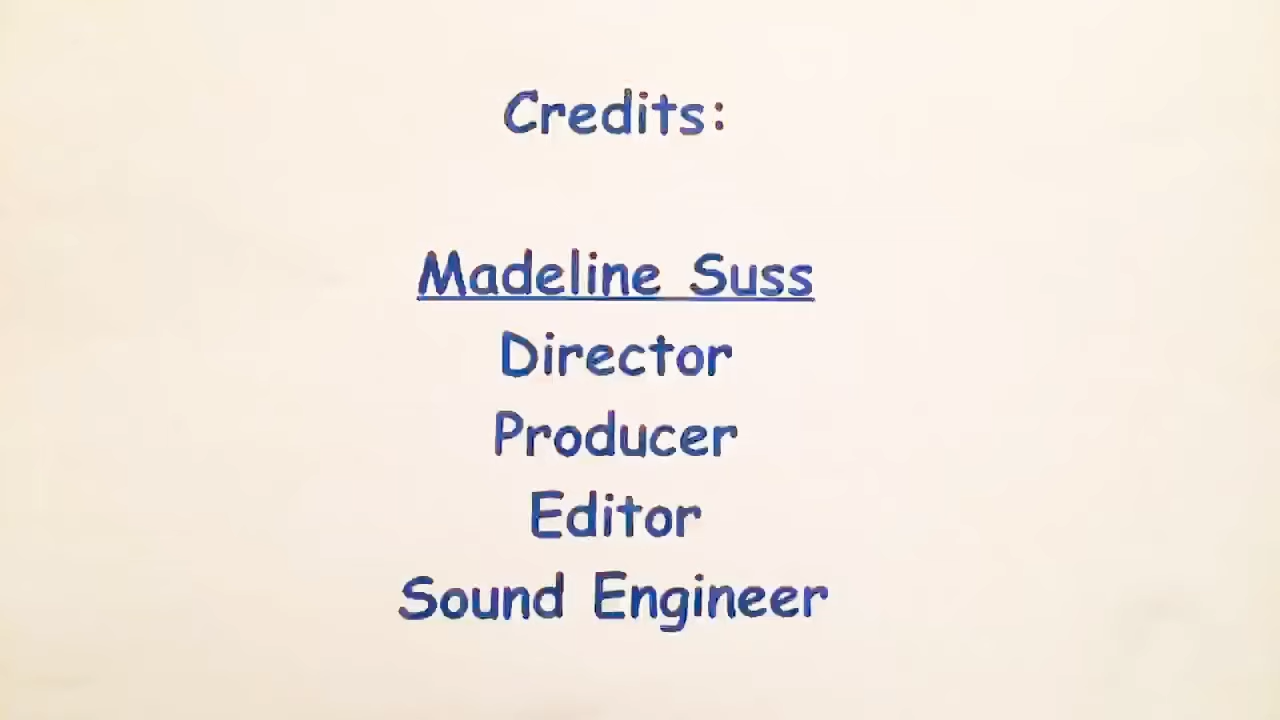 Credits:
Madeline Suss
Director
Producer
Editor
Sound Engineer